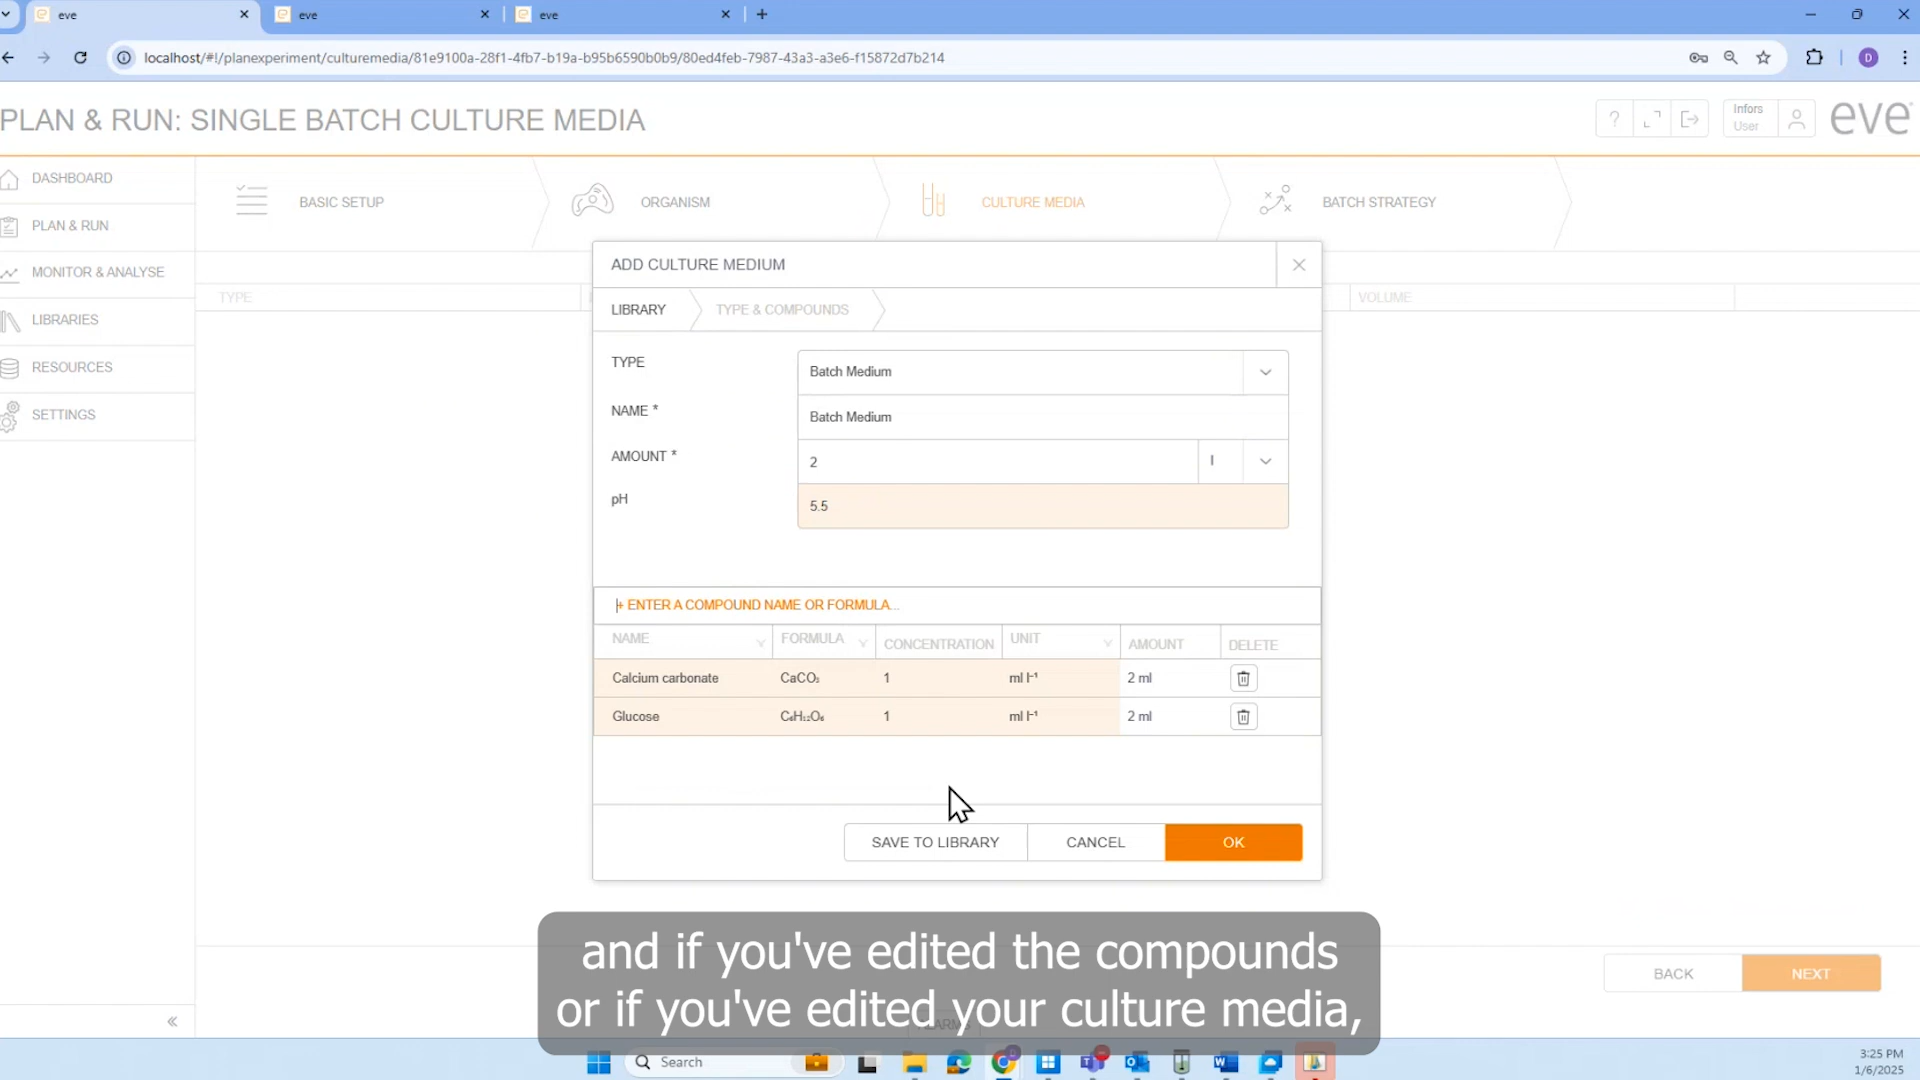 eve
eve
eve
localhost/#!/planexperiment/culturemedia/81e9100a-28f1-4fb7-b19a-b95b6590b0b9/80ed4feb-7987-43a3-a3e6-f15872d7b214
D
PLAN & RUN: SINGLE BATCH CULTURE MEDIA
?
Infors
User
eve
DASHBOARD
PLAN & RUN
MONITOR & ANALYSE
LIBRARIES
RESOURCES
SETTINGS
BASIC SETUP
ORGANISM
CULTURE MEDIA
BATCH STRATEGY
TYPE
VOLUME
ADD CULTURE MEDIUM
LIBRARY
TYPE & COMPOUNDS
TYPE
Batch Medium
NAME *
Batch Medium
AMOUNT *
2
l
pH
5.5
+ ENTER A COMPOUND NAME OR FORMULA...
NAME FORMULA CONCENTRATION UNIT AMOUNT DELETE
Calcium carbonate CaCO₃ 1 ml l⁻¹ 2 ml
Glucose C₆H₁₂O₆ 1 ml l⁻¹ 2 ml
SAVE TO LIBRARY
CANCEL
OK
BACK
NEXT
and if you've edited the compounds
or if you've edited your culture media,
Search
D
3:25 PM
1/6/2025